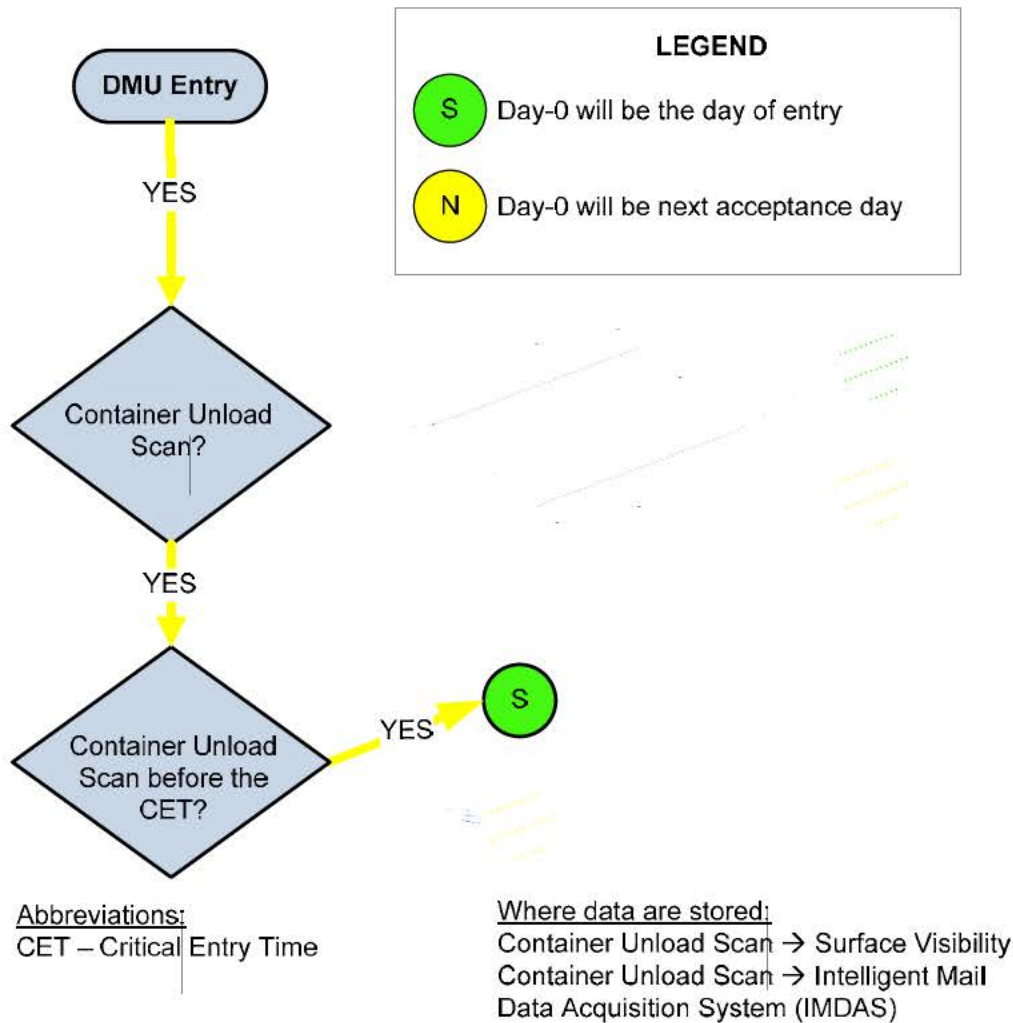 DMU Entry
LEGEND
S Day-0 will be the day of entry
N Day-0 will be next acceptance day
YES
Container Unload
Scan?
YES
Container Unload
Scan before the
CET?
YES
S
Abbreviations:
CET – Critical Entry Time
Where data are stored:
Container Unload Scan → Surface Visibility
Container Unload Scan → Intelligent Mail
Data Acquisition System (IMDAS)